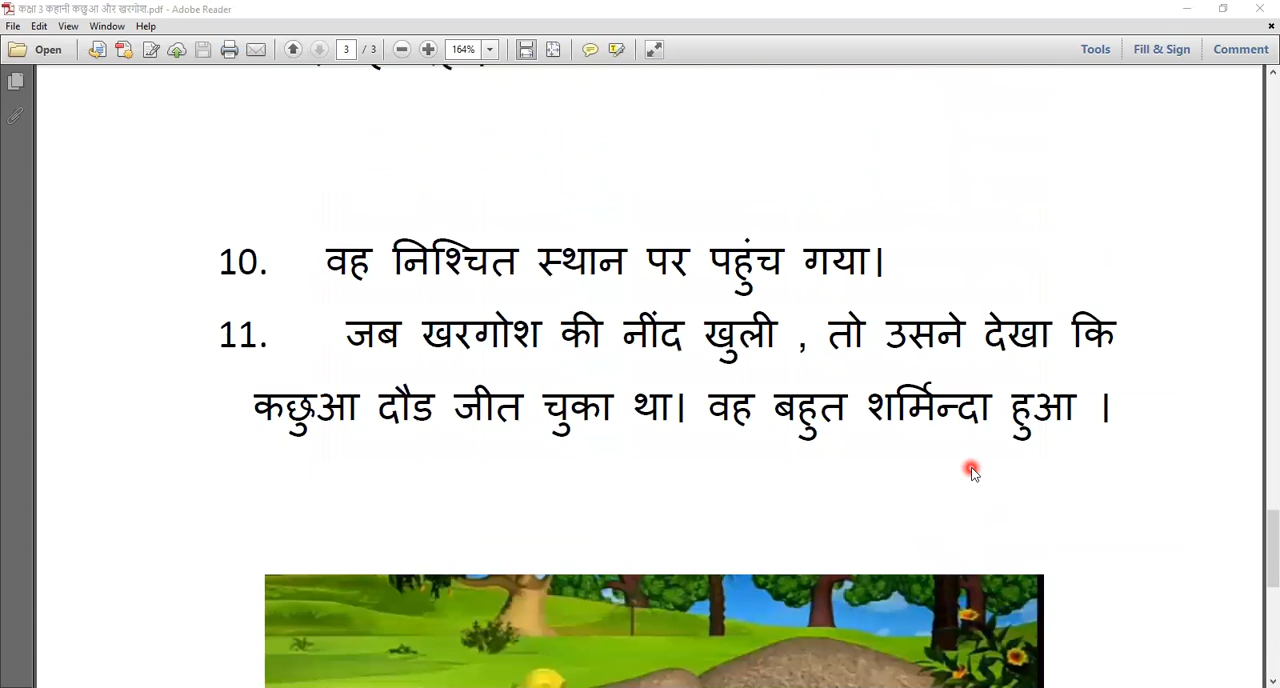 कक्षा 3 कहानी कछुआ और खरगोश.pdf - Adobe Reader
File Edit View Window Help
Open 3 / 3 164% Tools Fill & Sign Comment
10. वह निश्चित स्थान पर पहुंच गया।
11. जब खरगोश की नींद खुली , तो उसने देखा कि
कछुआ दौड जीत चुका था। वह बहुत शर्मिन्दा हुआ ।